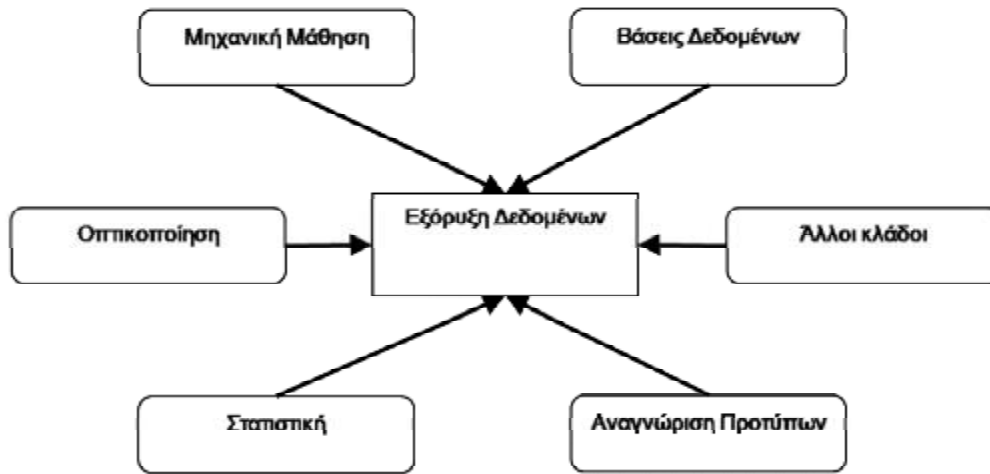 Μηχανική Μάθηση
Βάσεις Δεδομένων
Εξόρυξη Δεδομένων
Οπτικοποίηση
Άλλοι κλάδοι
Στατιστική
Αναγνώριση Προτύπων